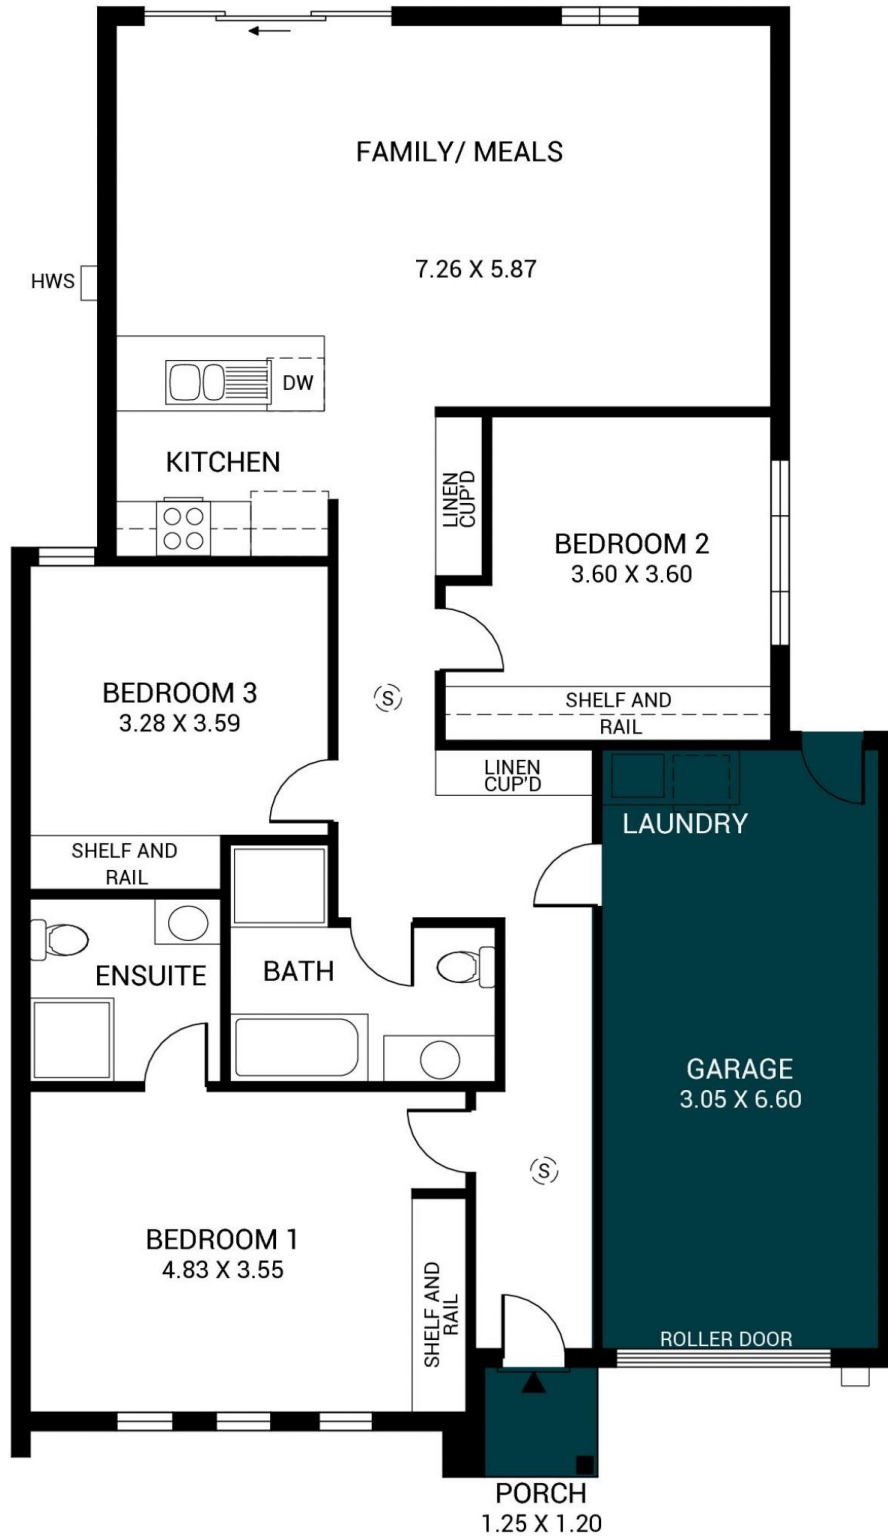 FAMILY/ MEALS
7.26 X 5.87
HWS
DW
KITCHEN
LINEN
CUP'D
BEDROOM 2
3.60 X 3.60
BEDROOM 3
3.28 X 3.59
S
SHELF AND
RAIL
LINEN
CUP'D
LAUNDRY
SHELF AND
RAIL
ENSUITE
BATH
GARAGE
3.05 X 6.60
S
BEDROOM 1
4.83 X 3.55
SHELF AND
RAIL
ROLLER DOOR
PORCH
1.25 X 1.20